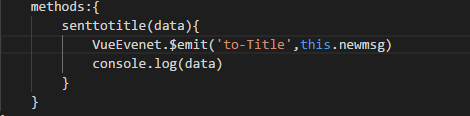 methods:{
senttotitle(data){
VueEvenet.$emit('to-Title',this.newmsg)
console.log(data)
}
}